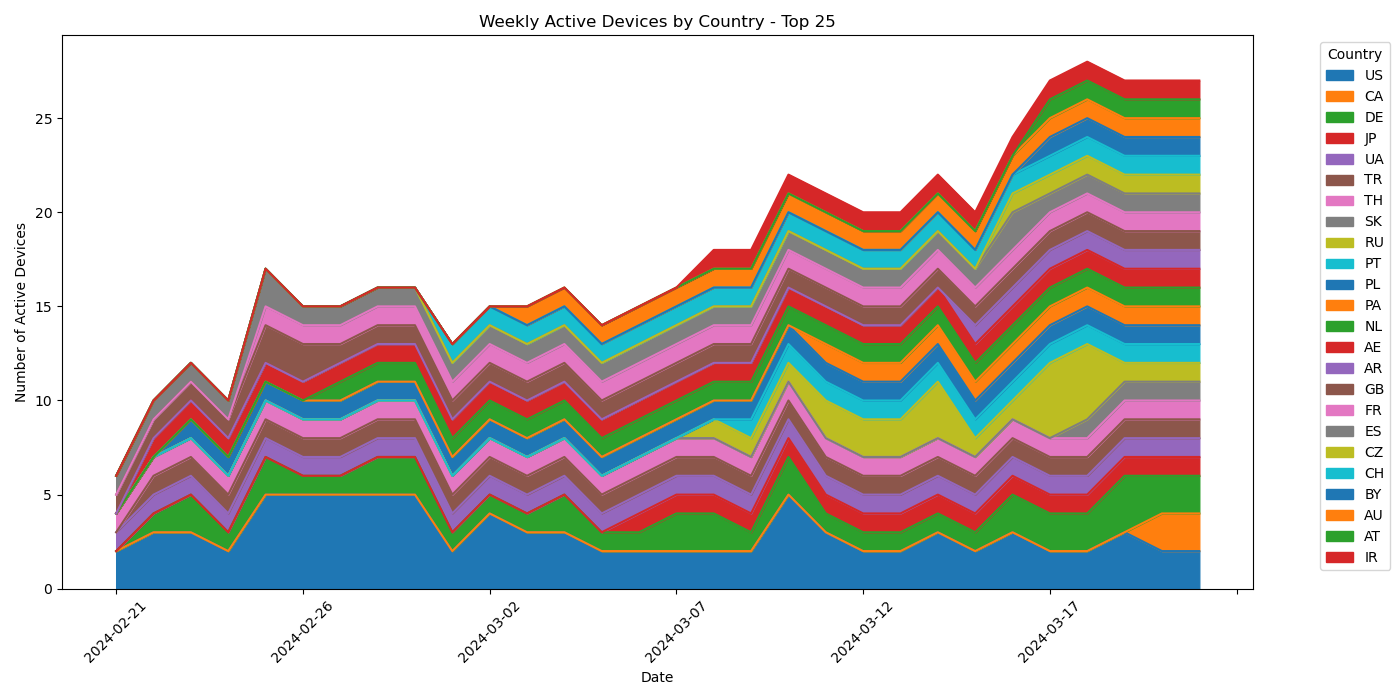 Weekly Active Devices by Country - Top 25
Number of Active Devices
25
20
15
10
5
0
2024-02-21
2024-02-26
2024-03-02
2024-03-07
2024-03-12
2024-03-17
Date
Country
US
CA
DE
JP
UA
TR
TH
SK
RU
PT
PL
PA
NL
AE
AR
GB
FR
ES
CZ
CH
BY
AU
AT
IR